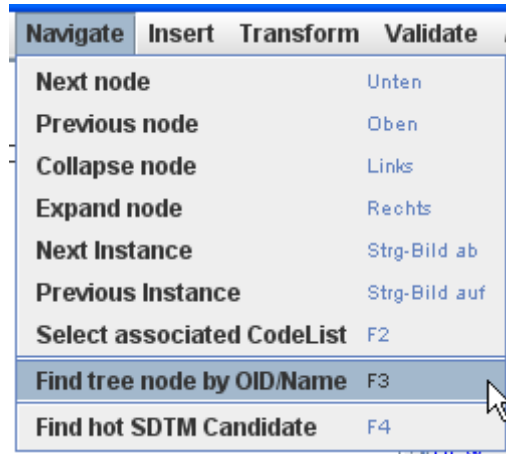 Navigate Insert Transform Validate
Next node Unten
Previous node Oben
Collapse node Links
Expand node Rechts
Next Instance Strg-Bild ab
Previous Instance Strg-Bild auf
Select associated CodeList F2
Find tree node by OID/Name F3
Find hot SDTM Candidate F4